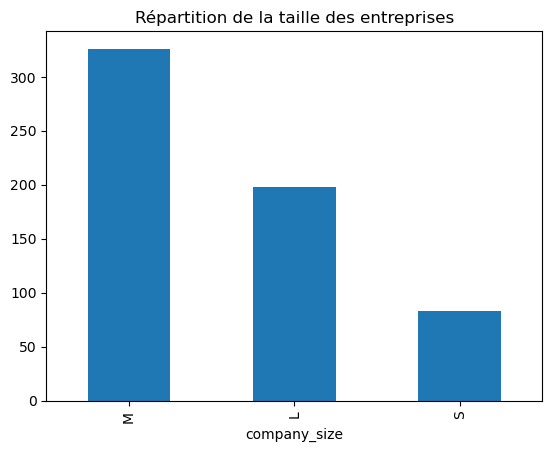 Répartition de la taille des entreprises
300
250
200
150
100
50
0
M
L
S
company_size